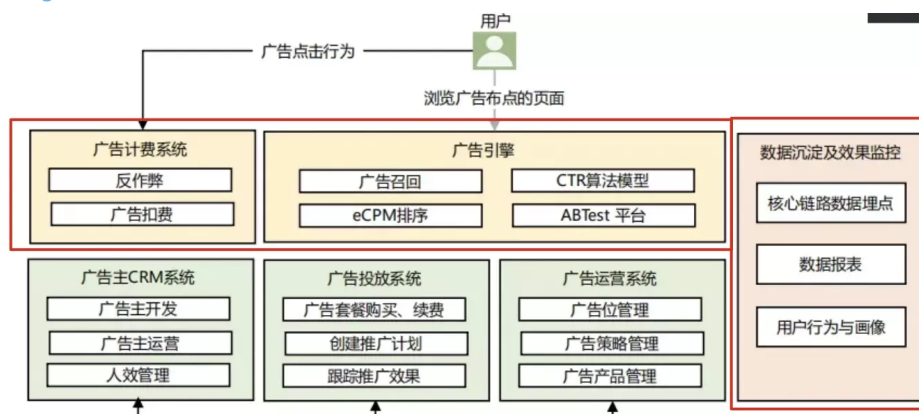 用户
广告点击行为
浏览广告布点的页面
广告计费系统
反作弊
广告扣费
广告引擎
广告召回
CTR算法模型
eCPM排序
ABTest 平台
数据沉淀及效果监控
核心链路数据埋点
数据报表
用户行为与画像
广告主CRM系统
广告主开发
广告主运营
人效管理
广告投放系统
广告套餐购买、续费
创建推广计划
跟踪推广效果
广告运营系统
广告位管理
广告策略管理
广告产品管理